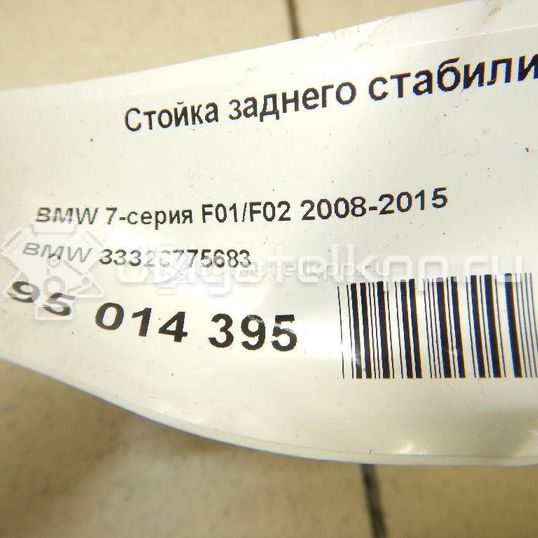 Стойка заднего стабили
BMW 7-серия F01/F02 2008-2015
BMW 33326775683
95 014 395